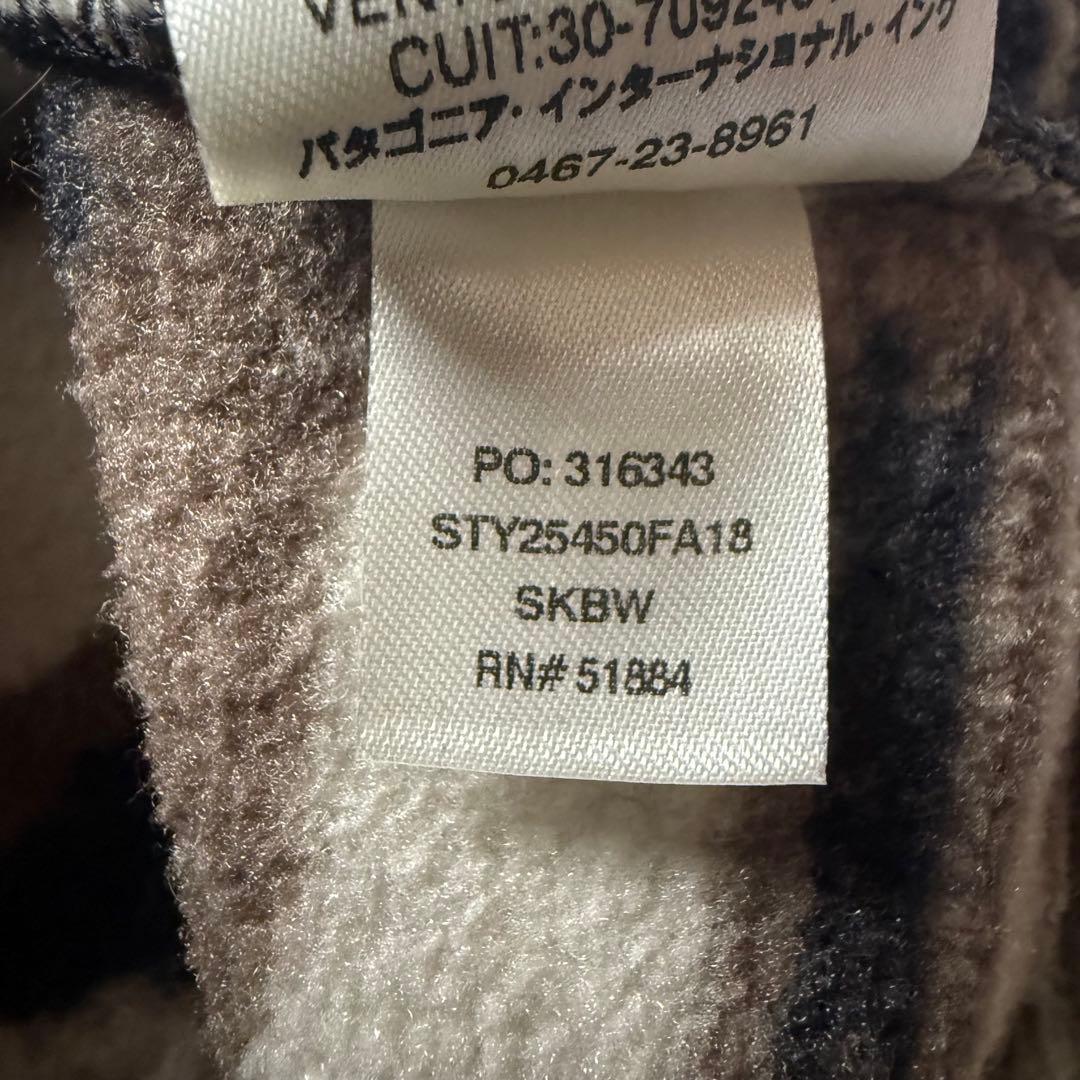 CUIT:30-70924
パタゴニア・インターナショナル・インク
0467-23-8961
PO: 316343
STY25450FA18
SKBW
RN# 51884